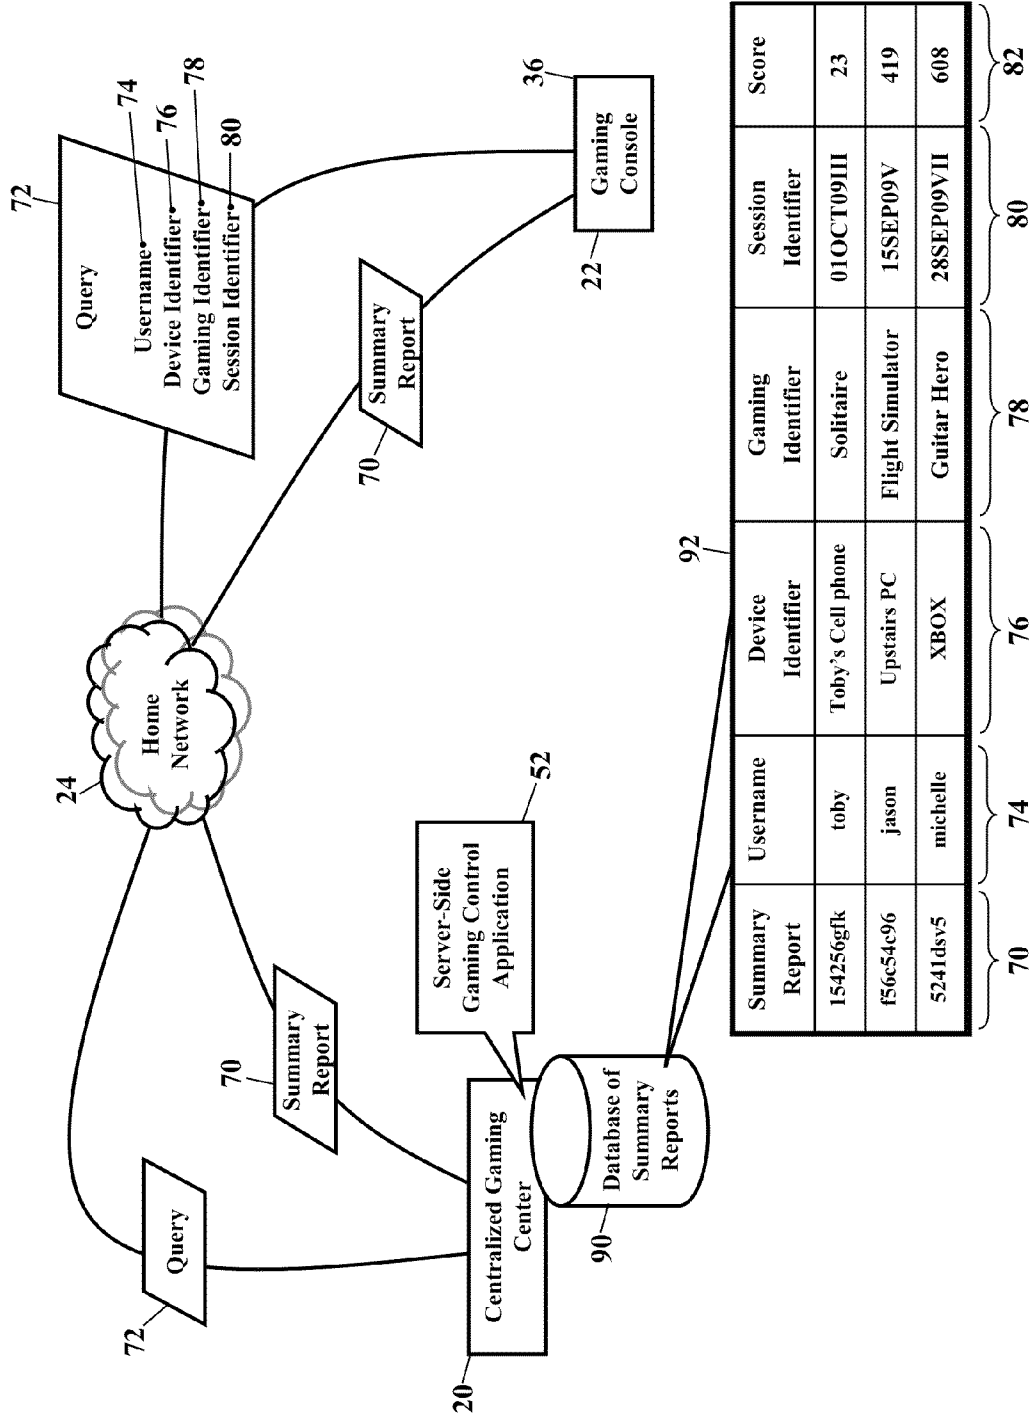 72
Query
Username
74
Device Identifier
76
Gaming Identifier
78
Session Identifier
80
24
Home
Network
72
Query
70
Summary
Report
Summary
Report
70
36
Gaming
Console
22
52
Server-Side
Gaming Control
Application
20
Centralized Gaming
Center
90
Database of
Summary
Reports
92
Summary Report Username Device Identifier Gaming Identifier Session Identifier Score
154256gfk toby Toby's Cell phone Solitaire 01OCT09III 23
f56c54c96 jason Upstairs PC Flight Simulator 15SEP09V 419
5241dsv5 michelle XBOX Guitar Hero 28SEP09VII 608
70 74 76 78 80 82